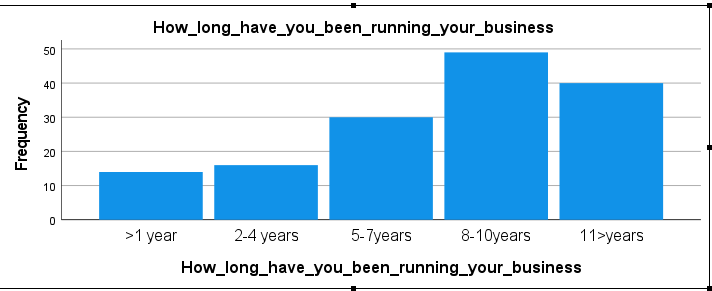 How_long_have_you_been_running_your_business
50
40
30
20
10
0
Frequency
>1 year
2-4 years
5-7years
8-10years
11>years
How_long_have_you_been_running_your_business